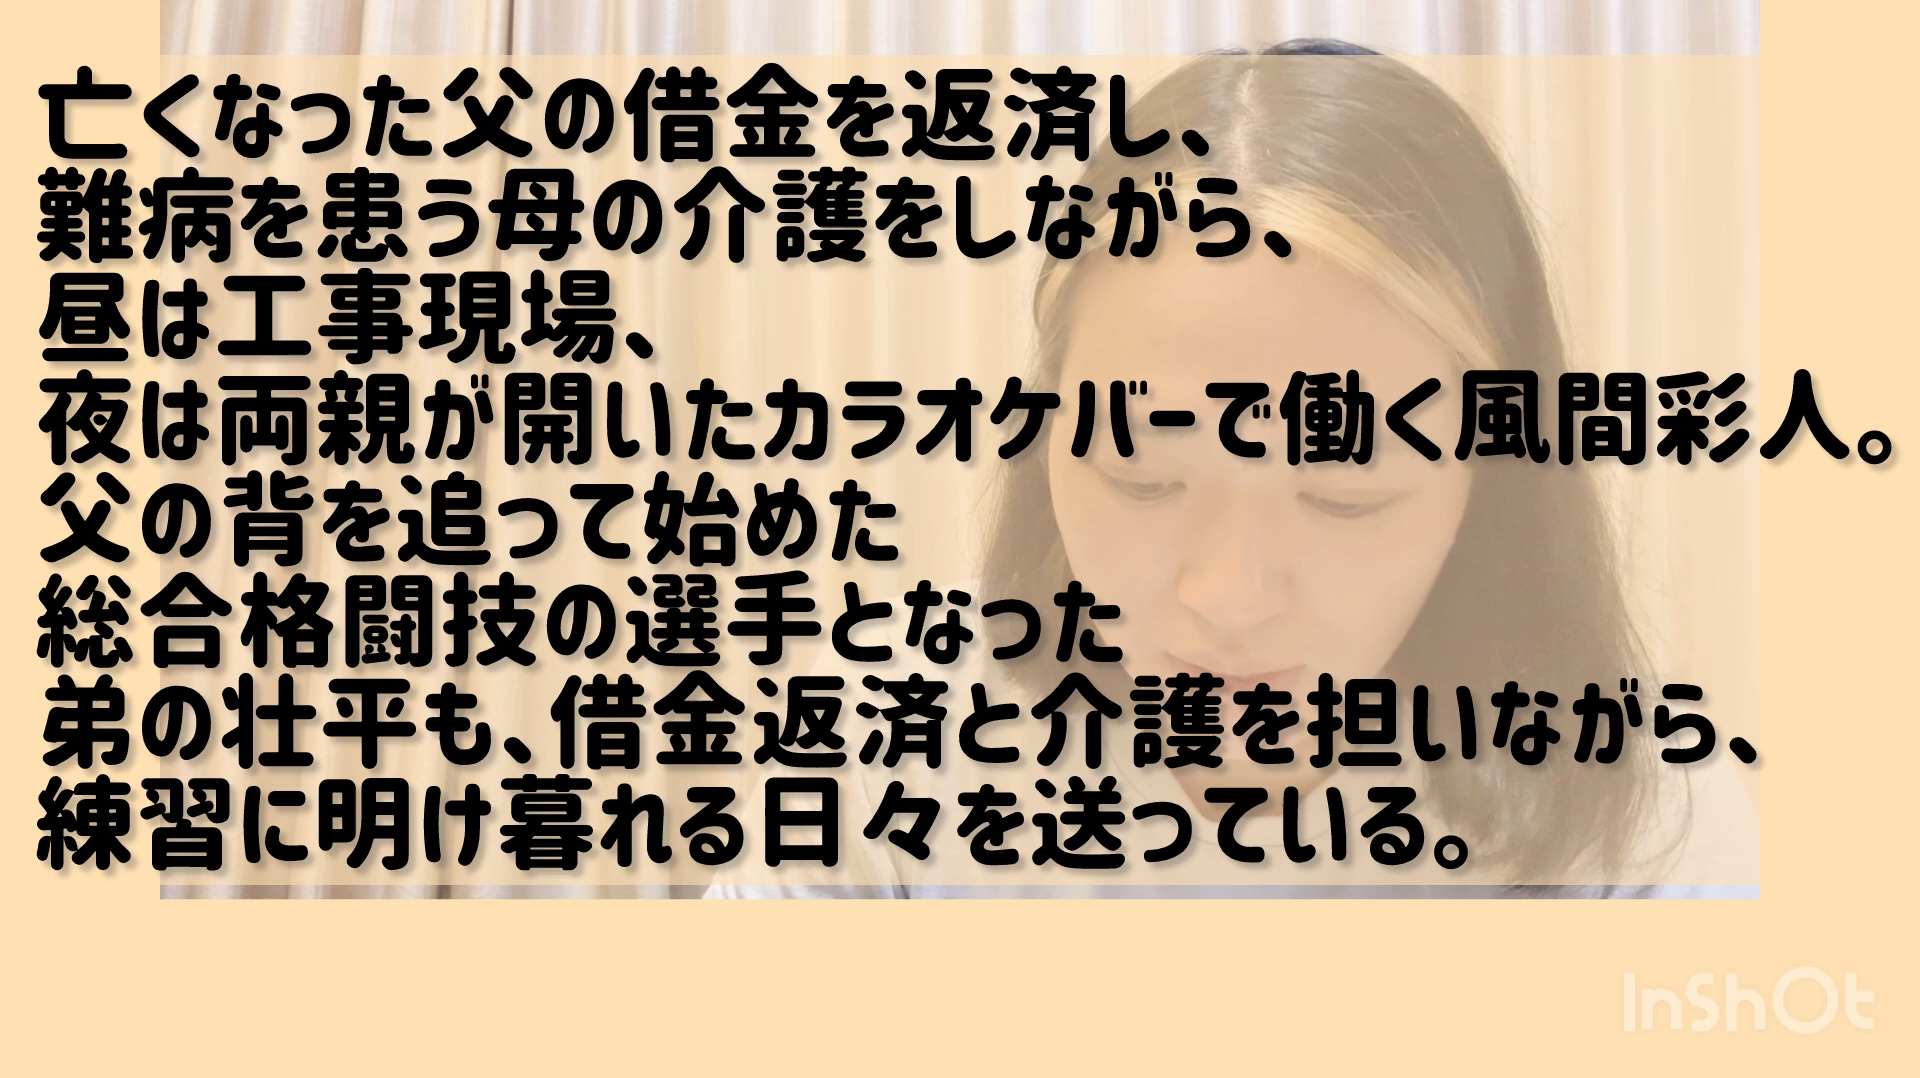 亡くなった父の借金を返済し、
難病を患う母の介護をしながら、
昼は工事現場、
夜は両親が開いたカラオケバーで働く風間彩人。
父の背を追って始めた
総合格闘技の選手となった
弟の壮平も、借金返済と介護を担いながら、
練習に明け暮れる日々を送っている。
InShOt